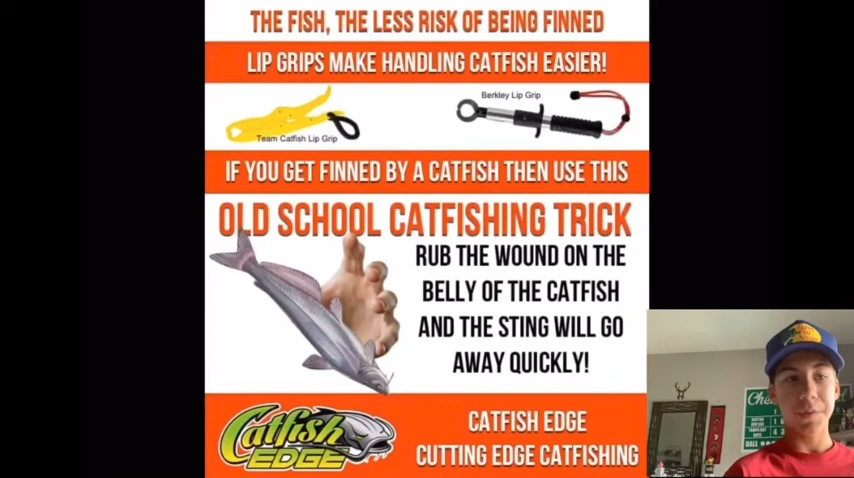 THE FISH, THE LESS RISK OF BEING FINNED
LIP GRIPS MAKE HANDLING CATFISH EASIER!
Berkley Lip Grip
Team Catfish Lip Grip
IF YOU GET FINNED BY A CATFISH THEN USE THIS
OLD SCHOOL CATFISHING TRICK
RUB THE WOUND ON THE
BELLY OF THE CATFISH
AND THE STING WILL GO
AWAY QUICKLY!
Catfish
EDGE
CATFISH EDGE
CUTTING EDGE CATFISHING
BALL